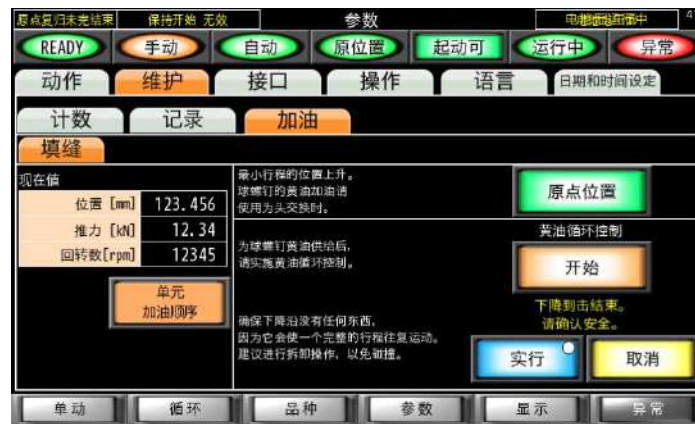 原点复归未完结束
保持开始 无效
参数
4
READY
手动
自动
原位置
起动可
运行中
异常
动作
维护
接口
操作
语言
日期和时间设定
计数
记录
加油
填缝
现在值
位置 [mm] 123.456
推力 [kN] 12.34
回转数[rpm] 12345
单元
加油顺序
最小行程的位置上升。
球螺钉的黄油加油请
使用为头交换时。
原点位置
为球螺钉黄油供给后,
请实施黄油循环控制。
黄油循环控制
开始
确保下降沿没有任何东西,
因为它会使一个完整的行程往复运动。
建议进行拆卸操作, 以免碰撞。
下降到击结束。
请确认安全。
实行
取消
单动
循环
品种
参数
显示
异常